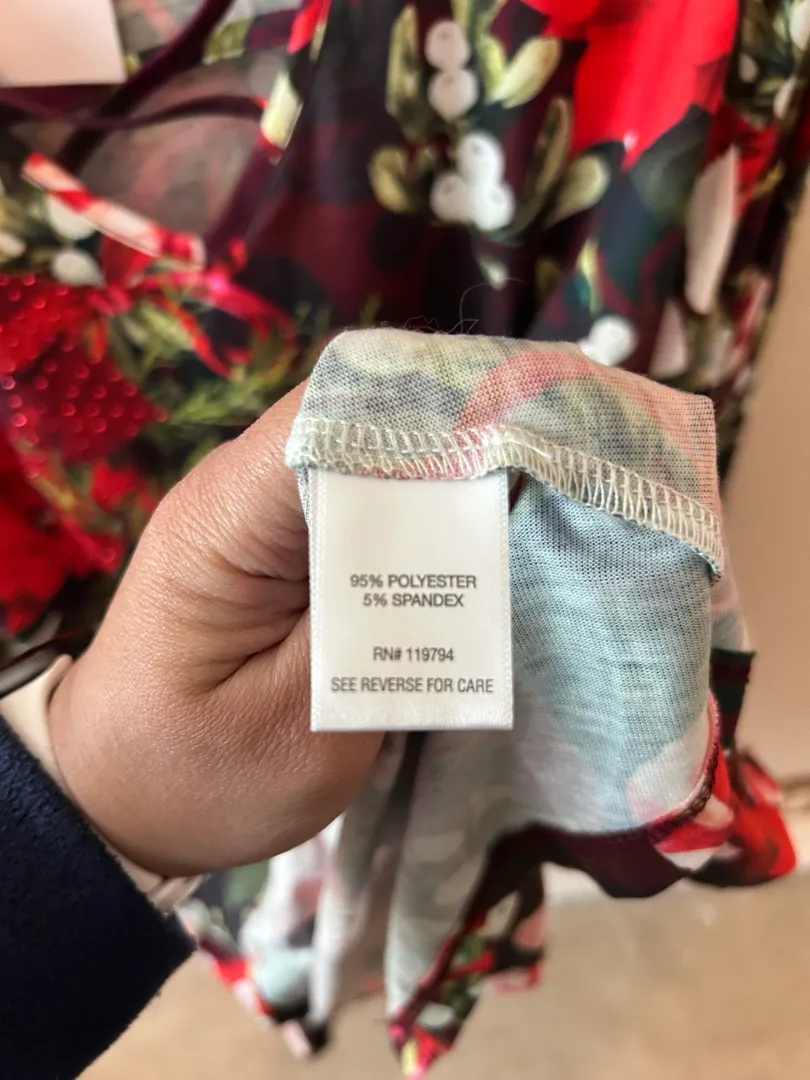 95% POLYESTER
5% SPANDEX
RN# 119794
SEE REVERSE FOR CARE